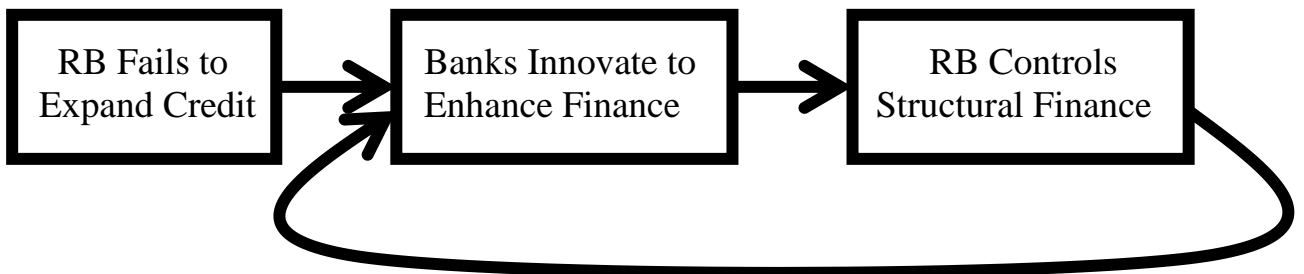 RB Fails to
Expand Credit
Banks Innovate to
Enhance Finance
RB Controls
Structural Finance